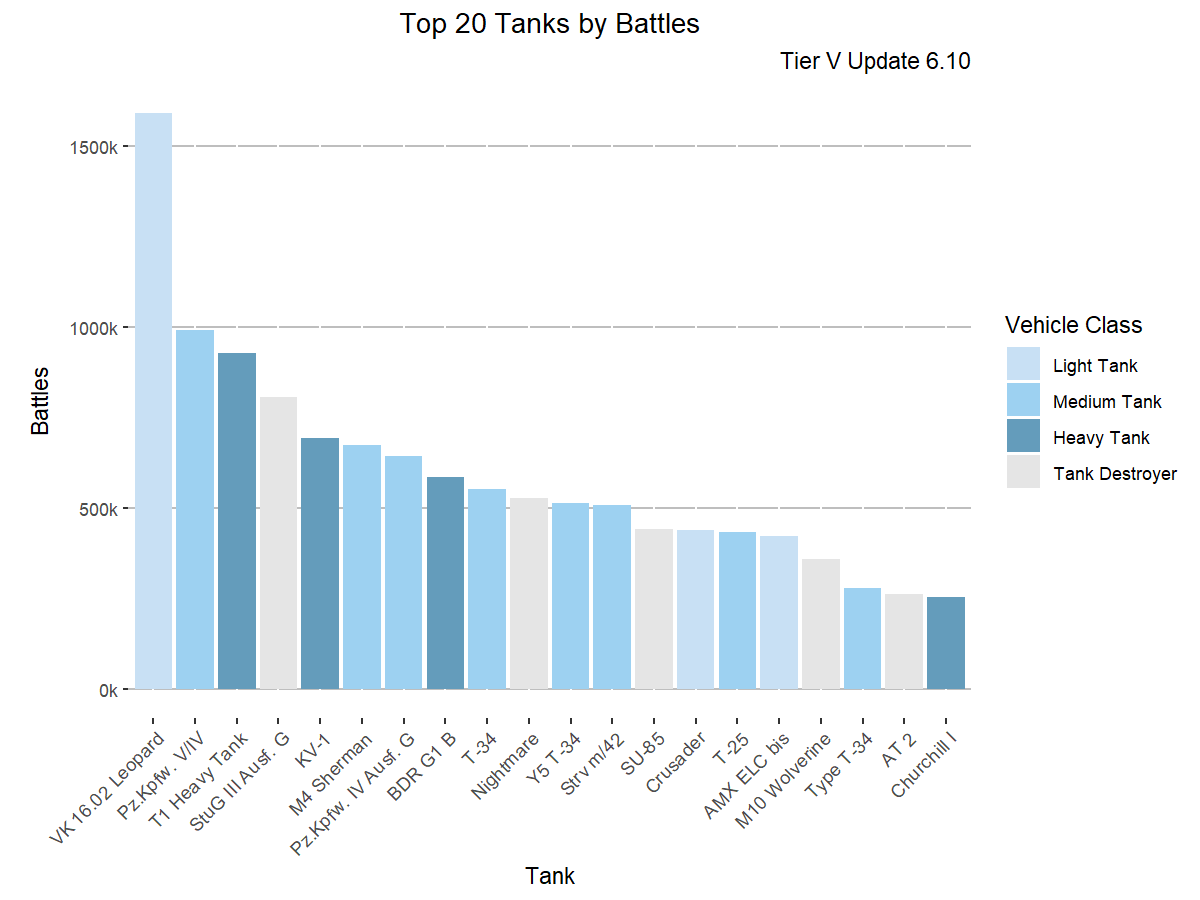 Top 20 Tanks by Battles
Tier V Update 6.10
1500k
1000k
500k
0k
Battles
VK 16.02 Leopard
Pz.Kpfw. V/IV
T1 Heavy Tank
StuG III Ausf. G
KV-1
M4 Sherman
Pz.Kpfw. IV Ausf. G
BDR G1 B
T-34
Nightmare
Y5 T-34
Strv m/42
SU-85
Crusader
T-25
AMX ELC bis
M10 Wolverine
Type T-34
AT 2
Churchill I
Tank
Vehicle Class
Light Tank
Medium Tank
Heavy Tank
Tank Destroyer